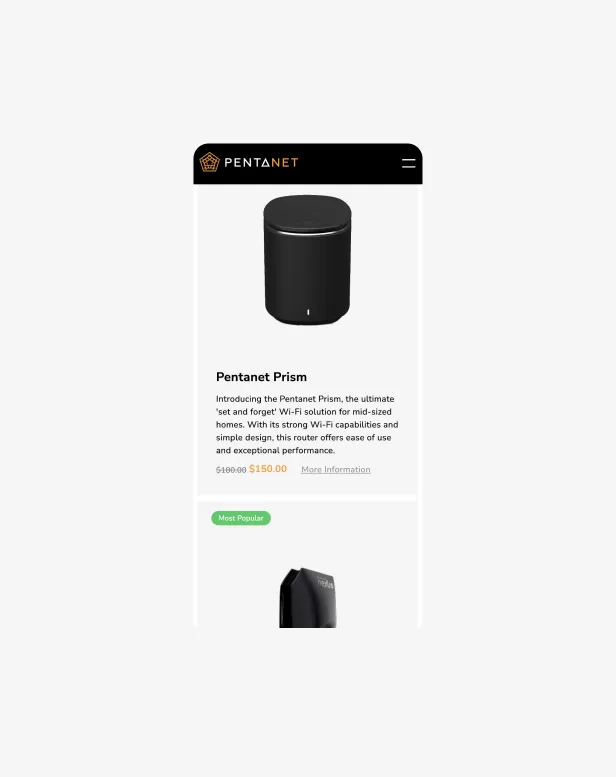 PENTANET
Pentanet Prism
Introducing the Pentanet Prism, the ultimate
'set and forget' Wi-Fi solution for mid-sized
homes. With its strong Wi-Fi capabilities and
simple design, this router offers ease of use
and exceptional performance.
$180.00 $150.00 More Information
Most Popular